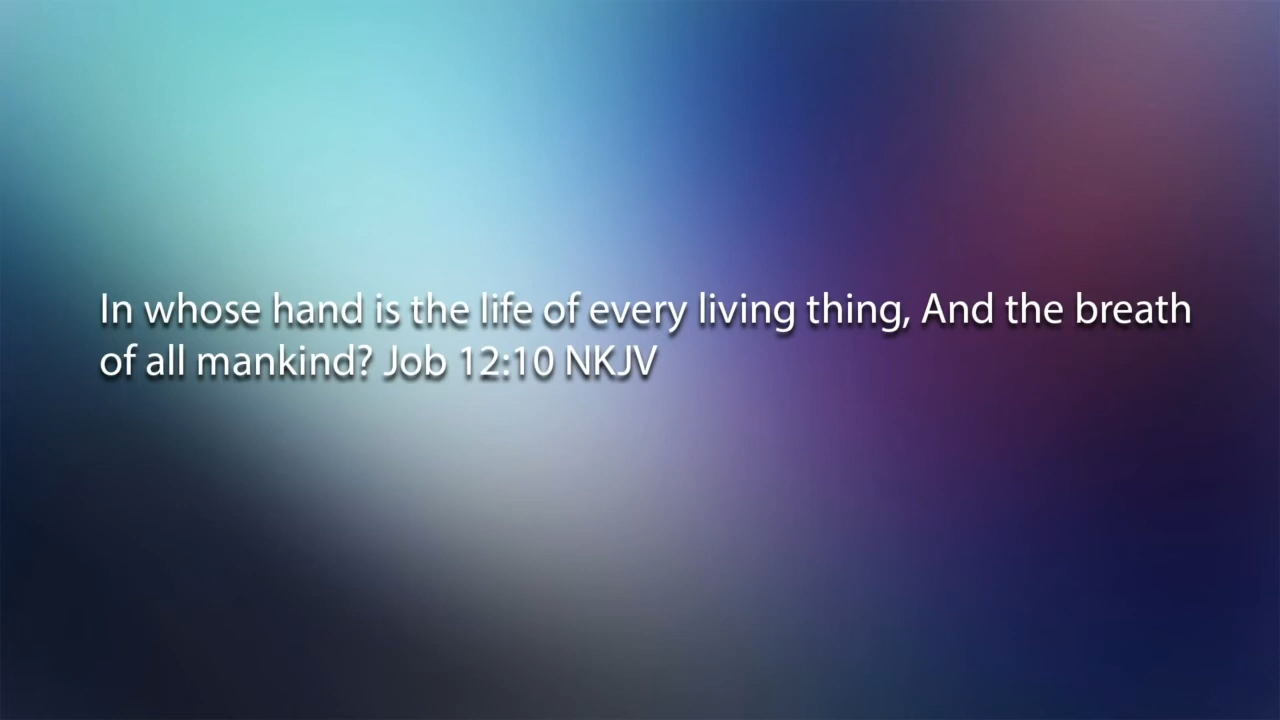 In whose hand is the life of every living thing, And the breath
of all mankind? Job 12:10 NKJV